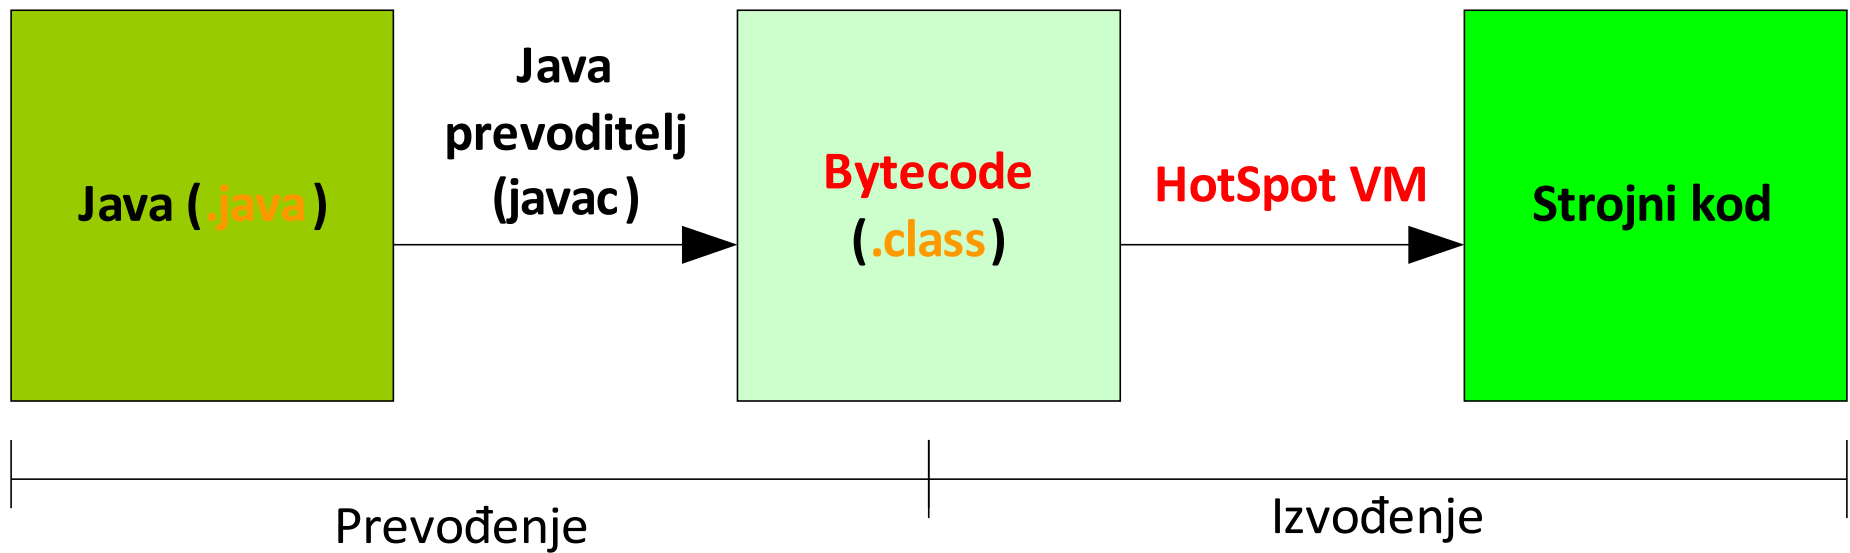 Java (.java)
Java
prevoditelj
(javac)
Bytecode
(.class)
HotSpot VM
Strojni kod
Prevođenje
Izvođenje